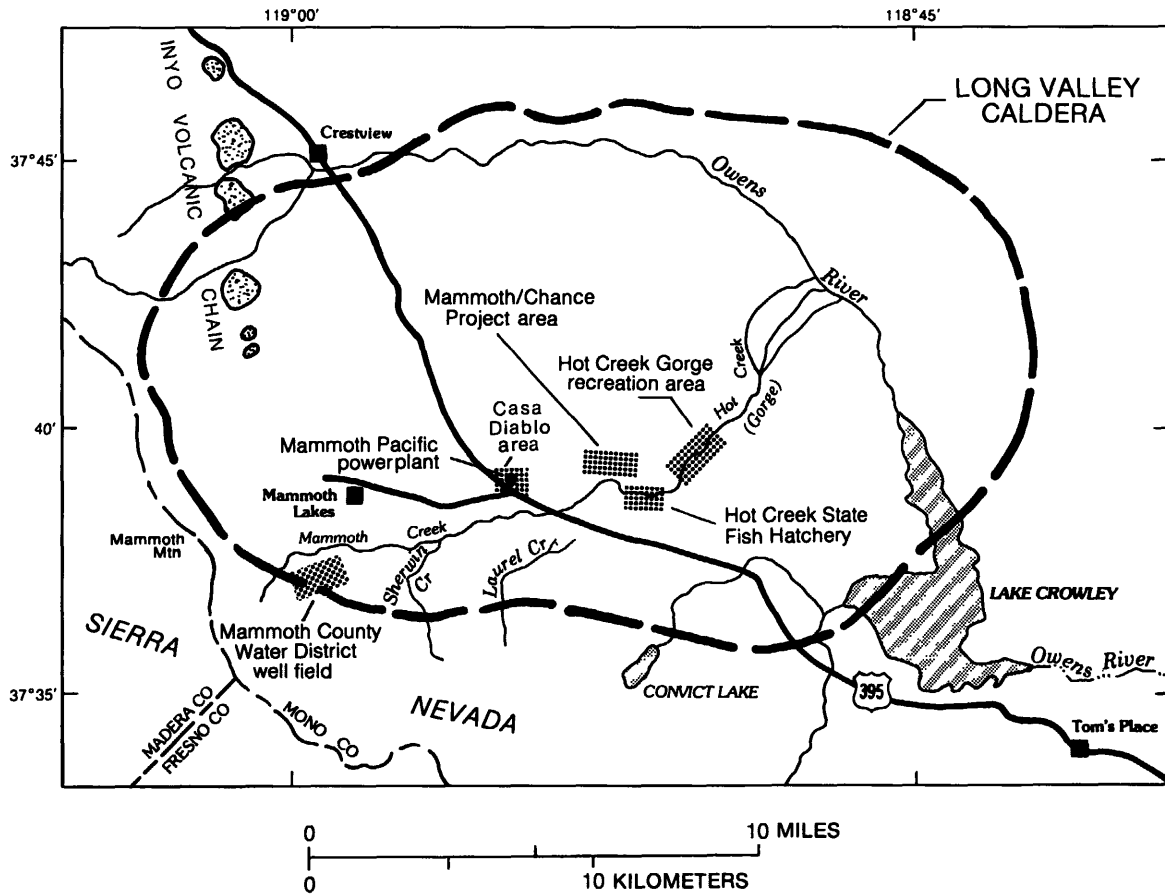 119°00'
118°45'
INYO VOLCANIC CHAIN
LONG VALLEY
CALDERA
Crestview
37°45'
Owens
River
Mammoth/Chance
Project area
Hot Creek Gorge
recreation area
Creek
Hot
(Gorge)
Casa
Diablo
area
40'
Mammoth Pacific
powerplant
Mammoth
Lakes
Hot Creek State
Fish Hatchery
Mammoth
Mtn
Mammoth Creek
Sherwin
Cr
Laurel Cr
LAKE CROWLEY
SIERRA
Mammoth County
Water District
well field
Owens River
CONVICT LAKE
395
37°35'
NEVADA
MADERA CO
FRESNO CO
MONO CO
Tom's Place
0
10 MILES
0
10 KILOMETERS